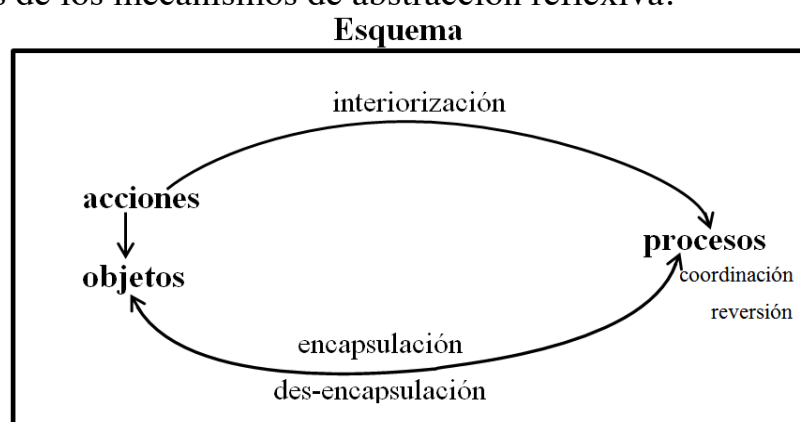 s de los mecanismos de abstracción reflexiva:
Esquema
interiorización
acciones
procesos
objetos
coordinación
reversión
encapsulación
des-encapsulación